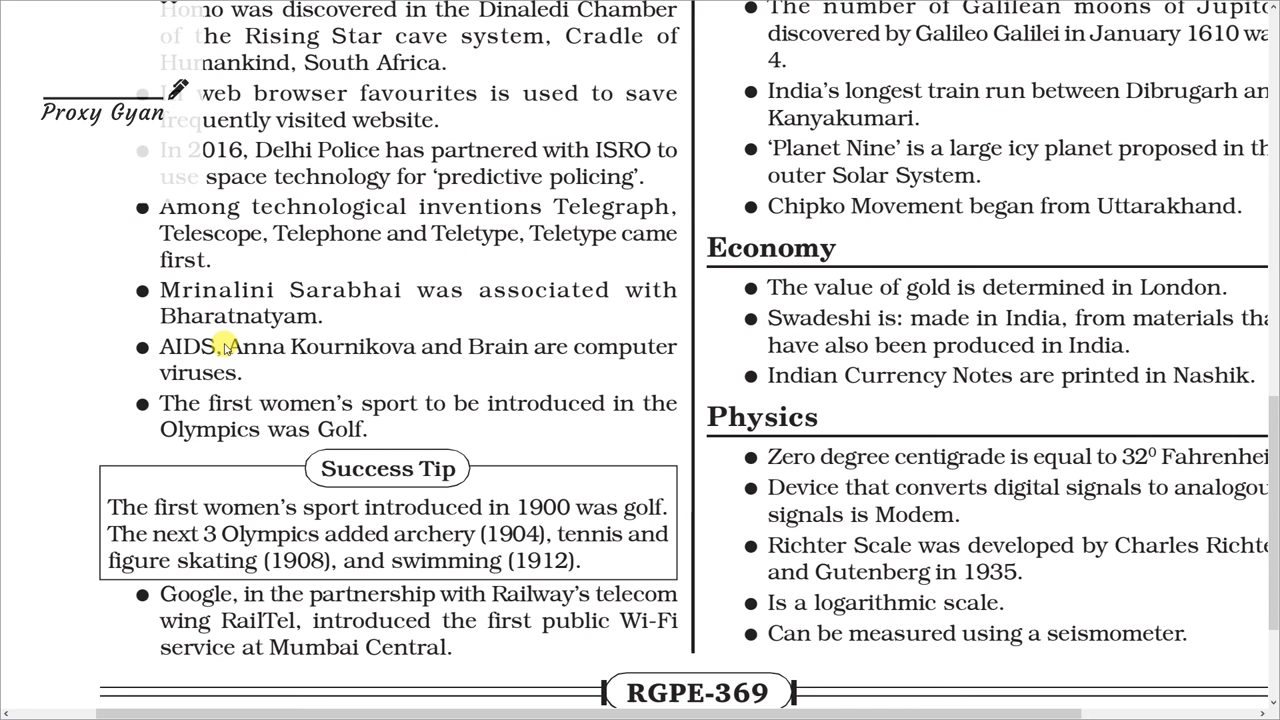 Homo was discovered in the Dinaledi Chamber
of the Rising Star cave system, Cradle of
Humankind, South Africa.
web browser favourites is used to save
frequently visited website.
Proxy Gyan
In 2016, Delhi Police has partnered with ISRO to
use space technology for ‘predictive policing’.
Among technological inventions Telegraph,
Telescope, Telephone and Teletype, Teletype came
first.
Mrinalini Sarabhai was associated with
Bharatnatyam.
AIDS, Anna Kournikova and Brain are computer
viruses.
The first women’s sport to be introduced in the
Olympics was Golf.
Success Tip
The first women’s sport introduced in 1900 was golf.
The next 3 Olympics added archery (1904), tennis and
figure skating (1908), and swimming (1912).
Google, in the partnership with Railway’s telecom
wing RailTel, introduced the first public Wi-Fi
service at Mumbai Central.
The number of Galilean moons of Jupit
discovered by Galileo Galilei in January 1610 wa
4.
India’s longest train run between Dibrugarh an
Kanyakumari.
‘Planet Nine’ is a large icy planet proposed in th
outer Solar System.
Chipko Movement began from Uttarakhand.
Economy
The value of gold is determined in London.
Swadeshi is: made in India, from materials tha
have also been produced in India.
Indian Currency Notes are printed in Nashik.
Physics
Zero degree centigrade is equal to 32⁰ Fahrenhei
Device that converts digital signals to analogou
signals is Modem.
Richter Scale was developed by Charles Richte
and Gutenberg in 1935.
Is a logarithmic scale.
Can be measured using a seismometer.
RGPE-369